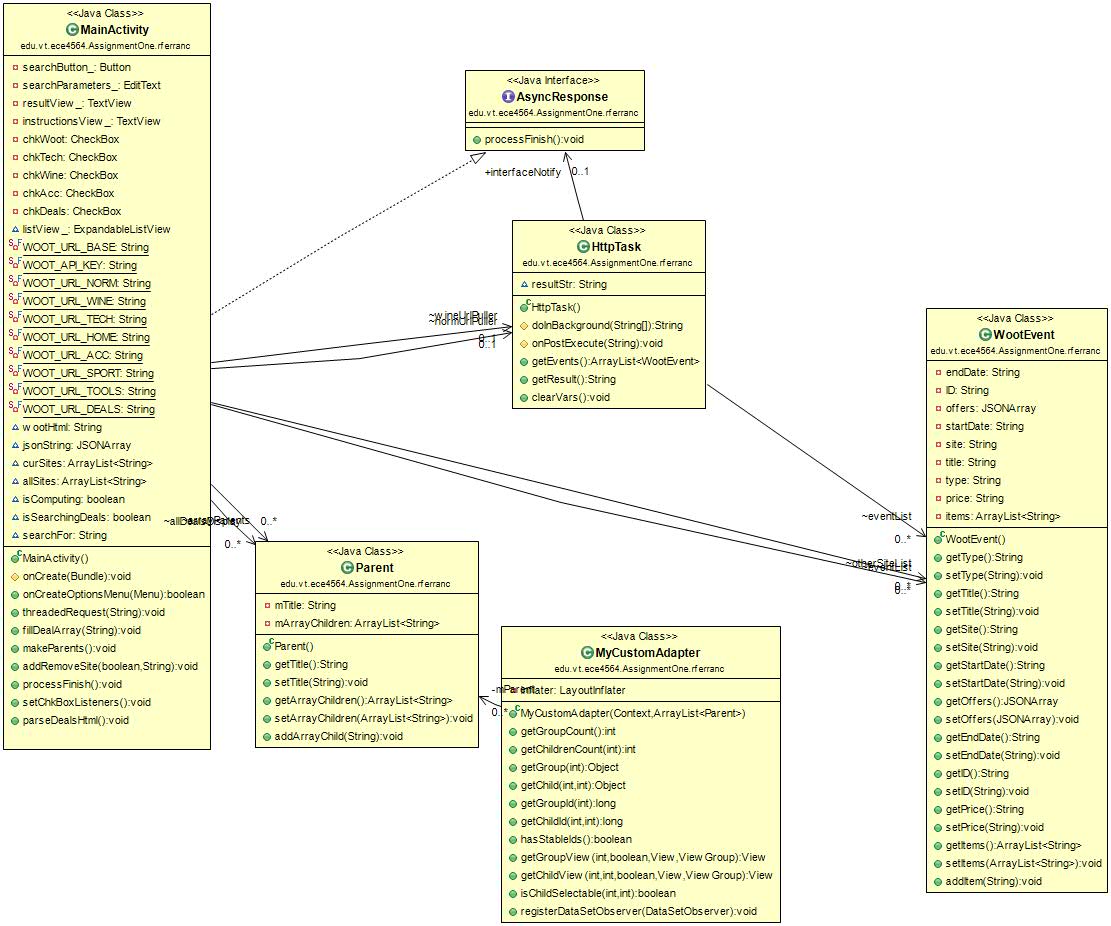 <<Java Class>>
MainActivity
edu.vt.ece4564.AssignmentOne.rferranc
searchButton_: Button
searchParameters_: EditText
resultView_: TextView
instructionsView_: TextView
chkWoot: CheckBox
chkTech: CheckBox
chkWine: CheckBox
chkAcc: CheckBox
chkDeals: CheckBox
listView_: ExpandableListView
WOOT_URL_BASE: String
WOOT_API_KEY: String
WOOT_URL_NORM: String
WOOT_URL_WINE: String
WOOT_URL_TECH: String
WOOT_URL_HOME: String
WOOT_URL_ACC: String
WOOT_URL_SPORT: String
WOOT_URL_TOOLS: String
WOOT_URL_DEALS: String
wootHtml: String
jsonString: JSONArray
curSites: ArrayList<String>
allSites: ArrayList<String>
isComputing: boolean
isSearchingDeals: boolean
searchFor: String
MainActivity()
onCreate(Bundle):void
onCreateOptionsMenu(Menu):boolean
threadedRequest(String):void
fillDealArray(String):void
makeParents():void
addRemoveSite(boolean,String):void
processFinish():void
setChkBoxListeners():void
parseDealsHtml():void
<<Java Interface>>
AsyncResponse
edu.vt.ece4564.AssignmentOne.rferranc
processFinish():void
+interfaceNotify 0..1
<<Java Class>>
HttpTask
edu.vt.ece4564.AssignmentOne.rferranc
resultStr: String
HttpTask()
doInBackground(String[]):String
onPostExecute(String):void
getEvents():ArrayList<WootEvent>
getResult():String
clearVars():void
~wineUrlPuller
~normUrlPuller
0..1
0..1
<<Java Class>>
WootEvent
edu.vt.ece4564.AssignmentOne.rferranc
endDate: String
ID: String
offers: JSONArray
startDate: String
site: String
title: String
type: String
price: String
items: ArrayList<String>
WootEvent()
getType():String
setType(String):void
getTitle():String
setTitle(String):void
getSite():String
setSite(String):void
getStartDate():String
setStartDate(String):void
getOffers():JSONArray
setOffers(JSONArray):void
getEndDate():String
setEndDate(String):void
getID():String
setID(String):void
getPrice():String
setPrice(String):void
getItems():ArrayList<String>
setItems(ArrayList<String>):void
addItem(String):void
~eventList
0..*
~otherSiteList
~eventList
0..*
0..*
0..*
0..*
<<Java Class>>
Parent
edu.vt.ece4564.AssignmentOne.rferranc
mTitle: String
mArrayChildren: ArrayList<String>
Parent()
getTitle():String
setTitle(String):void
getArrayChildren():ArrayList<String>
setArrayChildren(ArrayList<String>):void
addArrayChild(String):void
-mParent
0..*
<<Java Class>>
MyCustomAdapter
edu.vt.ece4564.AssignmentOne.rferranc
inflater: LayoutInflater
MyCustomAdapter(Context,ArrayList<Parent>)
getGroupCount():int
getChildrenCount(int):int
getGroup(int):Object
getChild(int,int):Object
getGroupId(int):long
getChildId(int,int):long
hasStableIds():boolean
getGroupView(int,boolean,View,ViewGroup):View
getChildView(int,int,boolean,View,ViewGroup):View
isChildSelectable(int,int):boolean
registerDataSetObserver(DataSetObserver):void